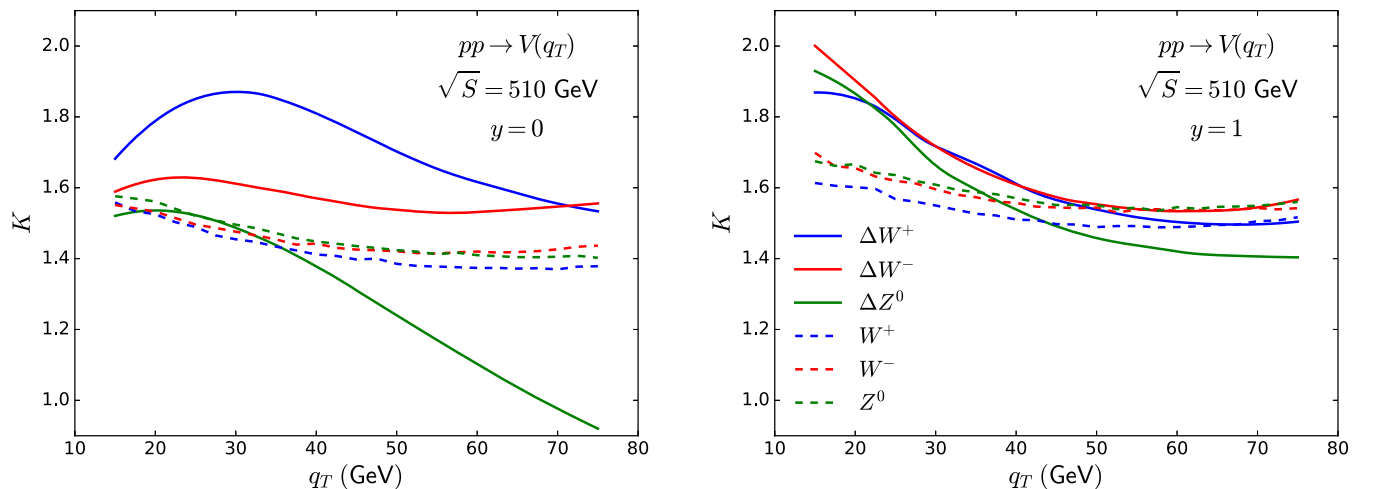 2.0
1.8
1.6
1.4
1.2
1.0
K
10 20 30 40 50 60 70 80
q_T (GeV)
pp → V(q_T)
√S = 510 GeV
y = 0
2.0
1.8
1.6
1.4
1.2
1.0
K
10 20 30 40 50 60 70 80
q_T (GeV)
pp → V(q_T)
√S = 510 GeV
y = 1
ΔW⁺
ΔW⁻
ΔZ⁰
W⁺
W⁻
Z⁰